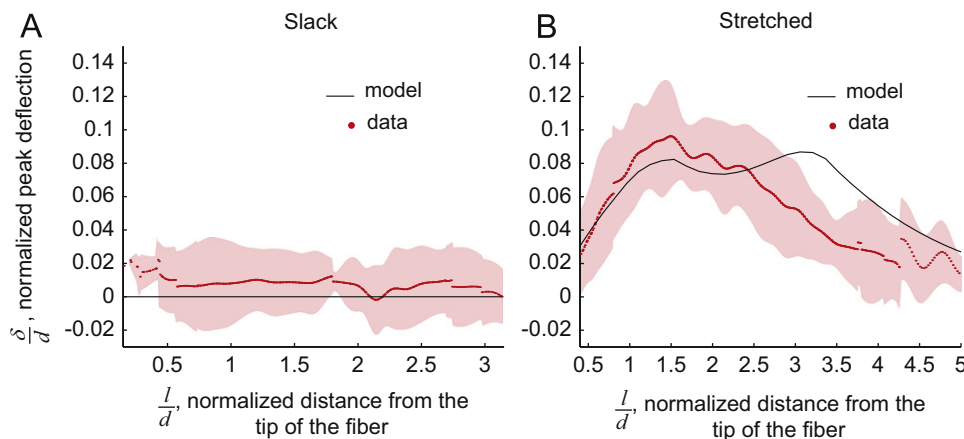 A
Slack
0.14
0.12
0.1
0.08
0.06
0.04
0.02
0
-0.02
δ/d, normalized peak deflection
model
data
0.5 1 1.5 2 2.5 3
l/d, normalized distance from the
tip of the fiber
B
Stretched
0.14
0.12
0.1
0.08
0.06
0.04
0.02
0
-0.02
model
data
0.5 1 1.5 2 2.5 3 3.5 4 4.5 5
l/d, normalized distance from the
tip of the fiber